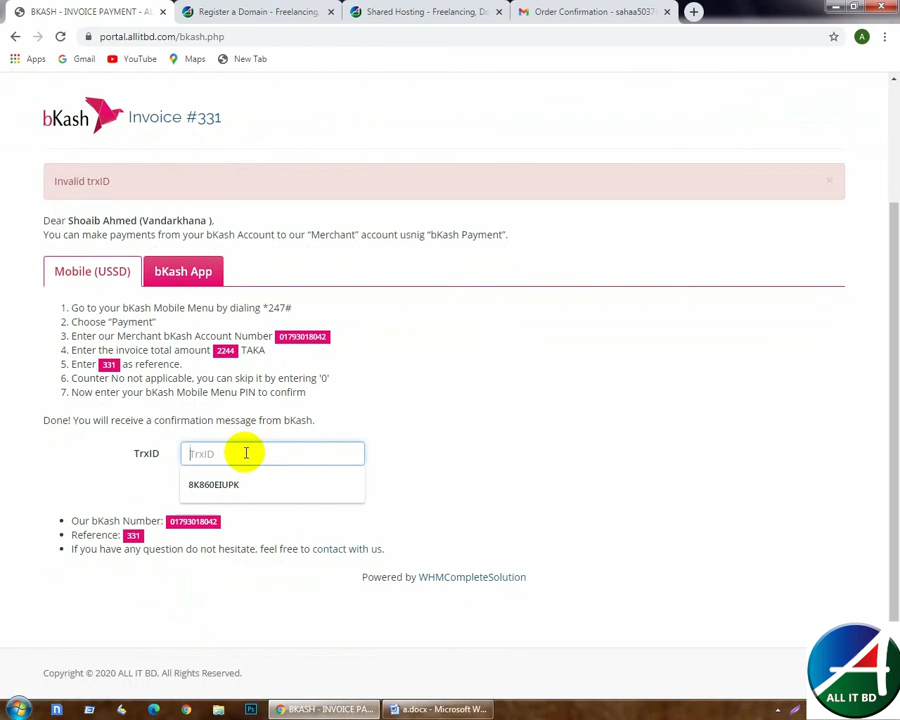 BKASH - INVOICE PAYMENT - AL
Register a Domain - Freelancing,
Shared Hosting - Freelancing, Do
Order Confirmation - sahaa5037
portal.allitbd.com/bkash.php
A
Apps
Gmail
YouTube
Maps
New Tab
bKash
Invoice #331
Invalid trxID
×
Dear Shoaib Ahmed (Vandarkhana ),
You can make payments from your bKash Account to our “Merchant” account usnig “bKash Payment”.
Mobile (USSD)
bKash App
1. Go to your bKash Mobile Menu by dialing *247#
2. Choose “Payment”
3. Enter our Merchant bKash Account Number 01793018042
4. Enter the invoice total amount 2244 TAKA
5. Enter 331 as reference.
6. Counter No not applicable, you can skip it by entering '0'
7. Now enter your bKash Mobile Menu PIN to confirm
Done! You will receive a confirmation message from bKash.
TrxID TrxID
8K860EIUPK
• Our bKash Number: 01793018042
• Reference: 331
• If you have any question do not hesitate, feel free to contact with us.
Powered by WHMCompleteSolution
Copyright © 2020 ALL IT BD. All Rights Reserved.
ALL IT BD
BKASH - INVOICE PA...
a.docx - Microsoft W...